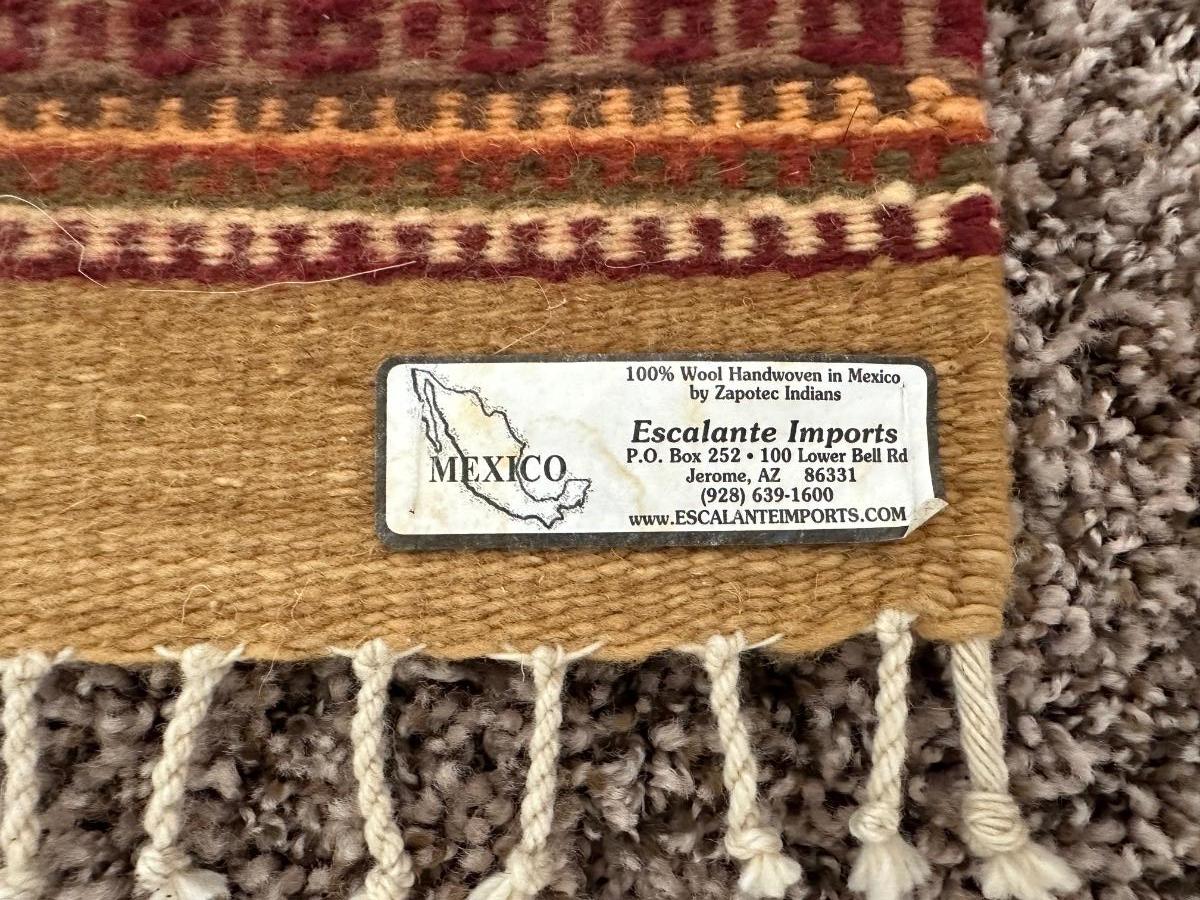 MEXICO
100% Wool Handwoven in Mexico
by Zapotec Indians
Escalante Imports
P.O. Box 252 • 100 Lower Bell Rd
Jerome, AZ 86331
(928) 639-1600
www.ESCALANTEIMPORTS.COM